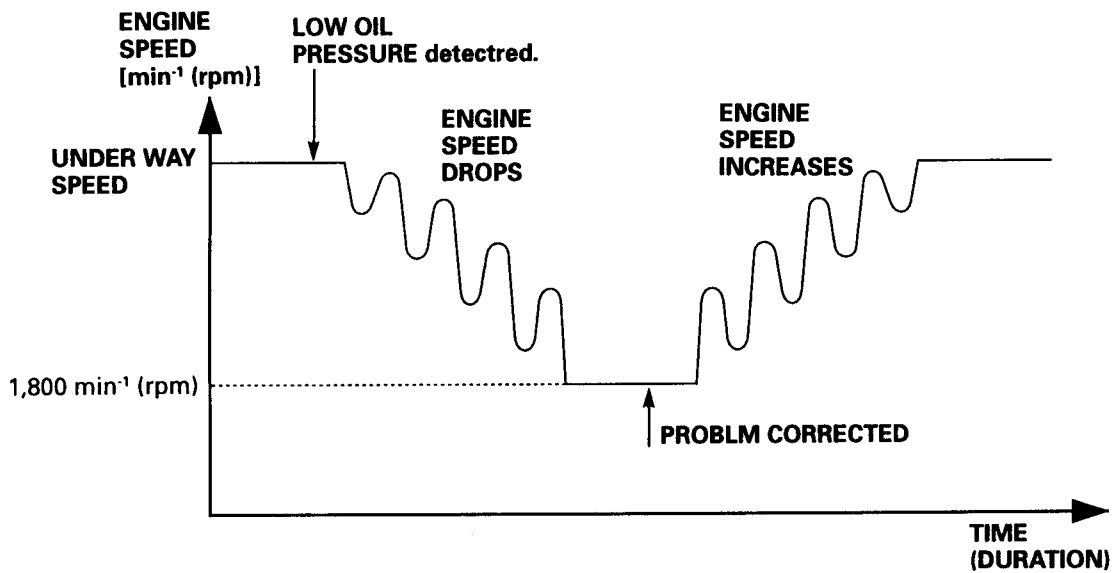 ENGINE
SPEED
[min⁻¹ (rpm)]
LOW OIL
PRESSURE detectred.
UNDER WAY
SPEED
ENGINE
SPEED
DROPS
ENGINE
SPEED
INCREASES
1,800 min⁻¹ (rpm)
PROBLM CORRECTED
TIME
(DURATION)